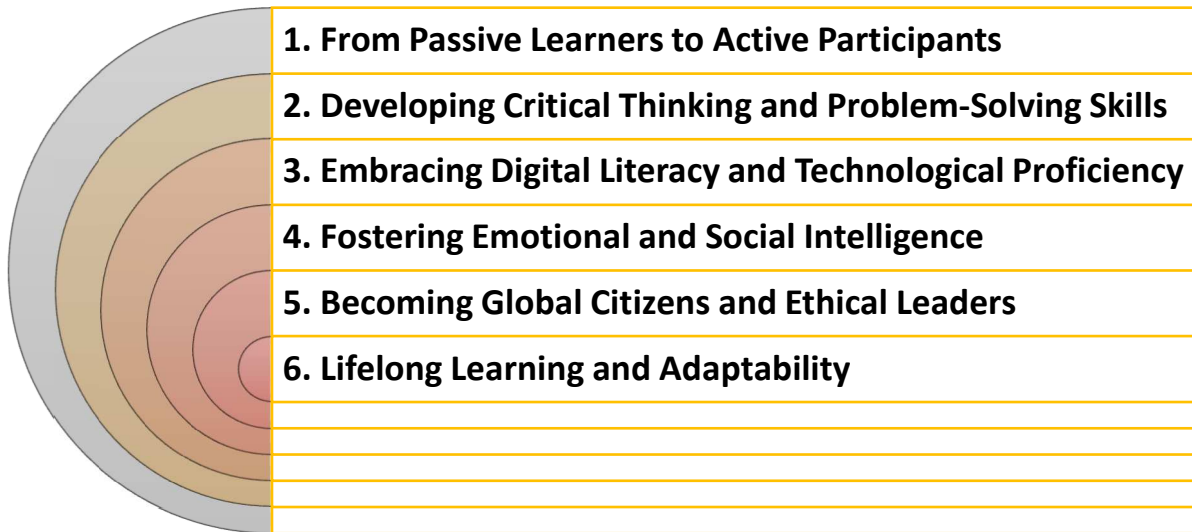 1. From Passive Learners to Active Participants
2. Developing Critical Thinking and Problem-Solving Skills
3. Embracing Digital Literacy and Technological Proficiency
4. Fostering Emotional and Social Intelligence
5. Becoming Global Citizens and Ethical Leaders
6. Lifelong Learning and Adaptability